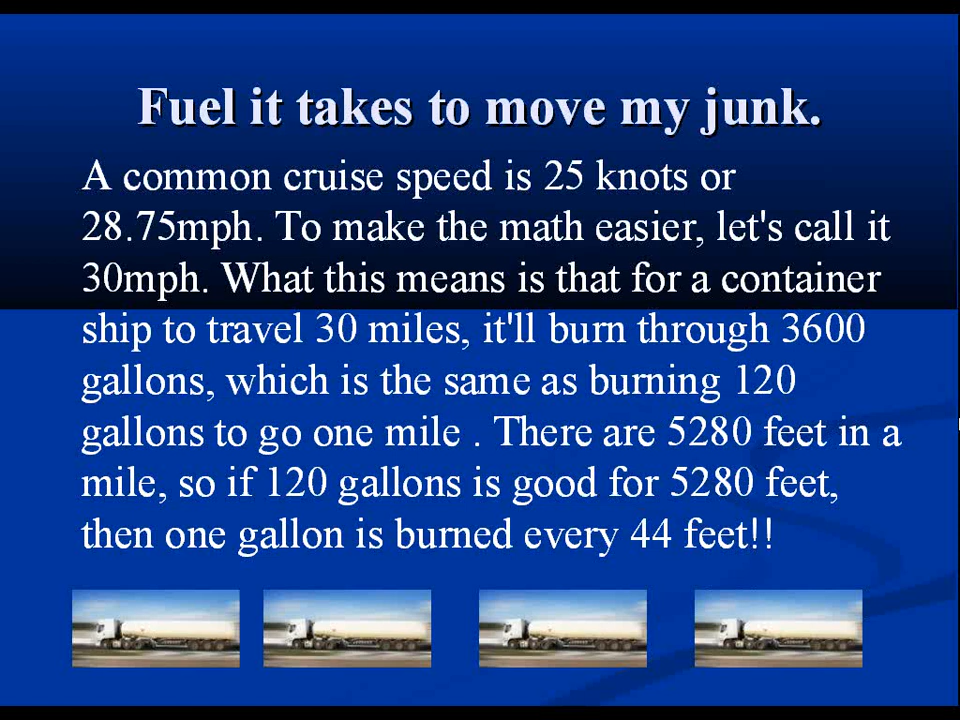 Fuel it takes to move my junk.
A common cruise speed is 25 knots or
28.75mph. To make the math easier, let's call it
30mph. What this means is that for a container
ship to travel 30 miles, it'll burn through 3600
gallons, which is the same as burning 120
gallons to go one mile . There are 5280 feet in a
mile, so if 120 gallons is good for 5280 feet,
then one gallon is burned every 44 feet!!